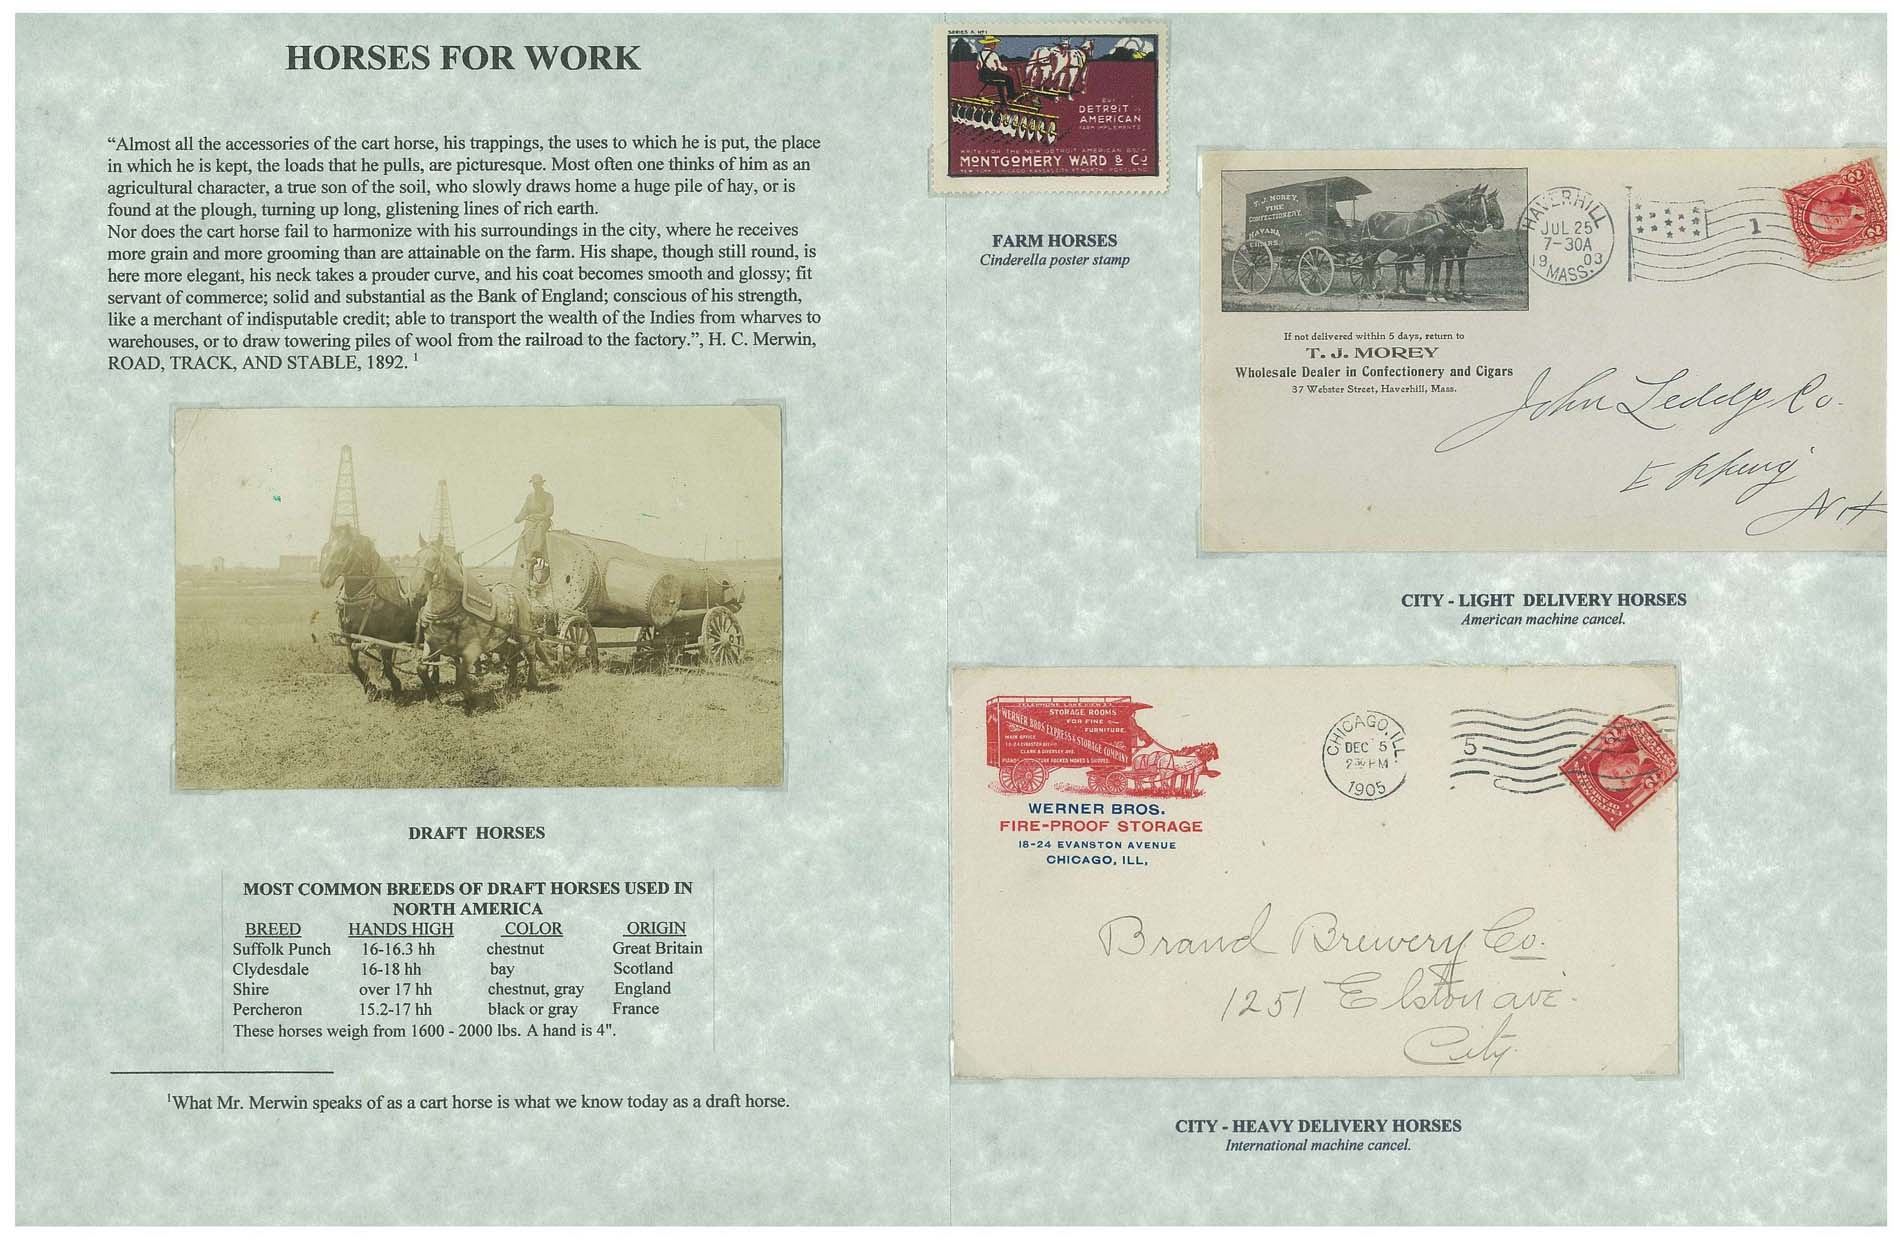 HORSES FOR WORK
“Almost all the accessories of the cart horse, his trappings, the uses to which he is put, the place
in which he is kept, the loads that he pulls, are picturesque. Most often one thinks of him as an
agricultural character, a true son of the soil, who slowly draws home a huge pile of hay, or is
found at the plough, turning up long, glistening lines of rich earth.
Nor does the cart horse fail to harmonize with his surroundings in the city, where he receives
more grain and more grooming than are attainable on the farm. His shape, though still round, is
here more elegant, his neck takes a prouder curve, and his coat becomes smooth and glossy; fit
servant of commerce; solid and substantial as the Bank of England; conscious of his strength,
like a merchant of indisputable credit; able to transport the wealth of the Indies from wharves to
warehouses, or to draw towering piles of wool from the railroad to the factory.”, H. C. Merwin,
ROAD, TRACK, AND STABLE, 1892. 1
DRAFT HORSES
MOST COMMON BREEDS OF DRAFT HORSES USED IN
NORTH AMERICA
BREED HANDS HIGH COLOR ORIGIN
Suffolk Punch 16-16.3 hh chestnut Great Britain
Clydesdale 16-18 hh bay Scotland
Shire over 17 hh chestnut, gray England
Percheron 15.2-17 hh black or gray France
These horses weigh from 1600 - 2000 lbs. A hand is 4".
1What Mr. Merwin speaks of as a cart horse is what we know today as a draft horse.
SERIES A. Nº1
BUY
DETROIT
AMERICAN
FARM IMPLEMENTS
WRITE FOR THE NEW DETROIT AMERICAN BOOK
MONTGOMERY WARD & CO
NEW YORK CHICAGO KANSAS CITY FT WORTH PORTLAND
FARM HORSES
Cinderella poster stamp
T. J. MOREY,
FINE
CONFECTIONERY,
HAVANA
CIGARS.
HAVERHILL
JUL 25
7-30A
19 03
MASS.
1
2 2
If not delivered within 5 days, return to
T. J. MOREY
Wholesale Dealer in Confectionery and Cigars
37 Webster Street, Haverhill, Mass.
John Leddy Co.
Epping
NH
CITY - LIGHT DELIVERY HORSES
American machine cancel.
TELEPHONE LAKE VIEW
STORAGE ROOMS
FOR FINE
FURNITURE.
WERNER BROS. EXPRESS & STORAGE COMPANY
MAIN OFFICE
18-24 EVANSTON AVE
CLARK & DIVERSEY AVE.
PACKED MOVED & SHIPPED
WERNER BROS.
FIRE-PROOF STORAGE
18-24 EVANSTON AVENUE
CHICAGO, ILL,
CHICAGO, ILL.
DEC 5
2 30 PM
1905
5
Brand Brewery Co.
1251 Elston ave.
City.
CITY - HEAVY DELIVERY HORSES
International machine cancel.